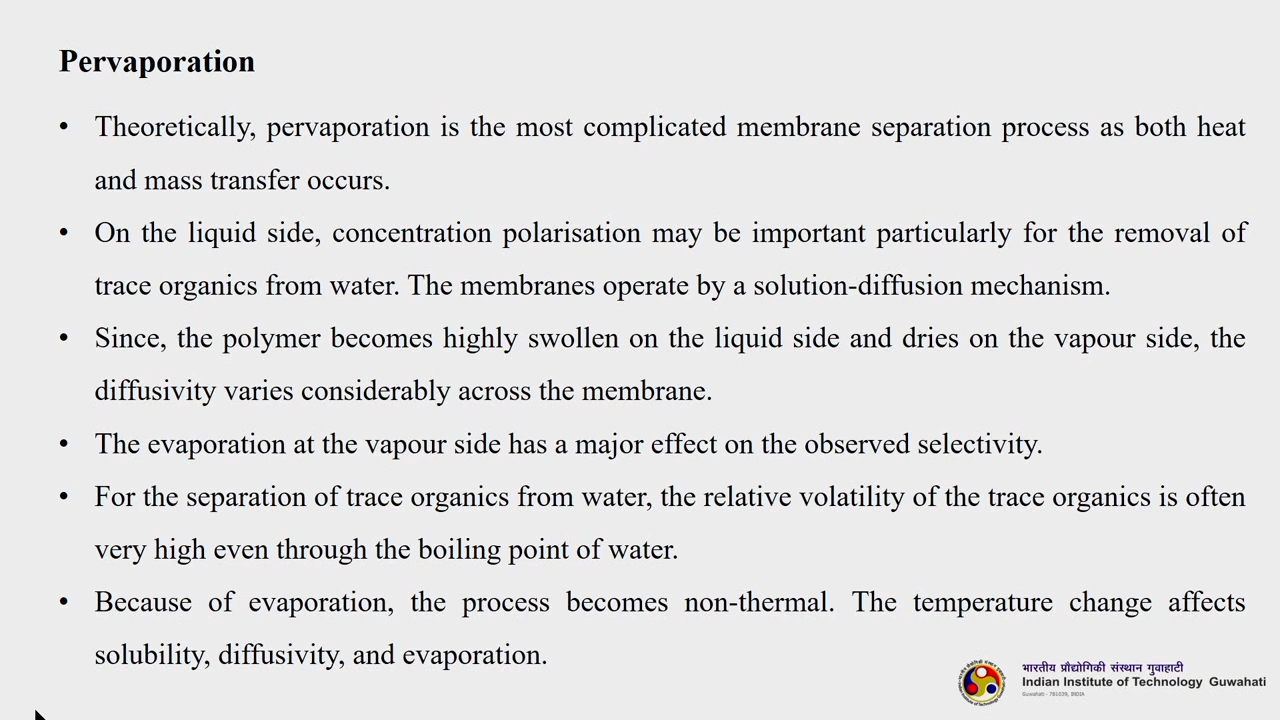 Pervaporation
• Theoretically, pervaporation is the most complicated membrane separation process as both heat
and mass transfer occurs.
• On the liquid side, concentration polarisation may be important particularly for the removal of
trace organics from water. The membranes operate by a solution-diffusion mechanism.
• Since, the polymer becomes highly swollen on the liquid side and dries on the vapour side, the
diffusivity varies considerably across the membrane.
• The evaporation at the vapour side has a major effect on the observed selectivity.
• For the separation of trace organics from water, the relative volatility of the trace organics is often
very high even through the boiling point of water.
• Because of evaporation, the process becomes non-thermal. The temperature change affects
solubility, diffusivity, and evaporation.
भारतीय प्रौद्योगिकी संस्थान गुवाहाटी
Indian Institute of Technology Guwahati
Guwahati - 781039, INDIA